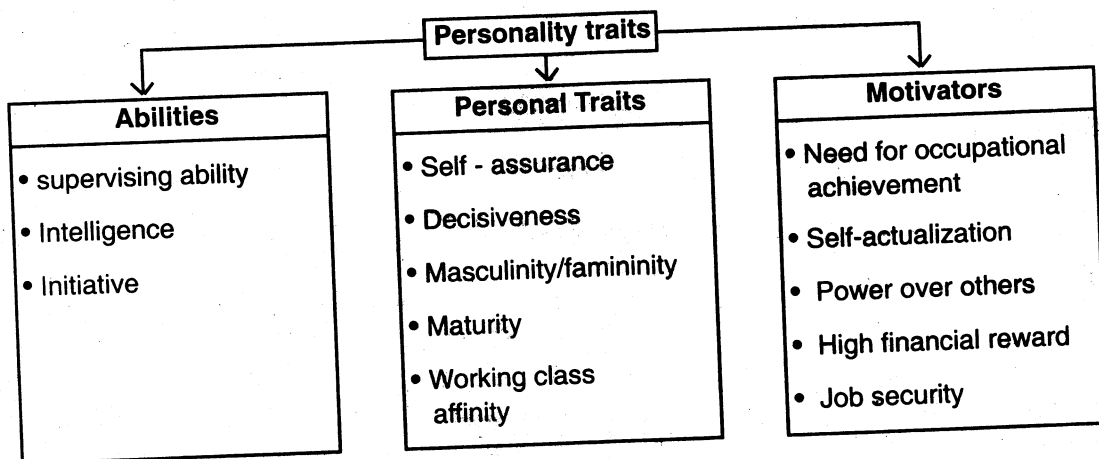 Personality traits
Abilities
• supervising ability
• Intelligence
• Initiative
Personal Traits
• Self - assurance
• Decisiveness
• Masculinity/famininity
• Maturity
• Working class
affinity
Motivators
• Need for occupational
achievement
• Self-actualization
• Power over others
• High financial reward
• Job security